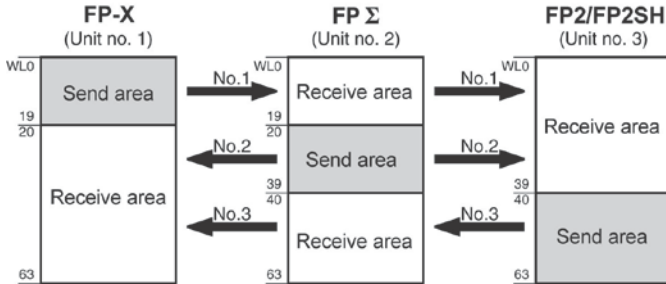 FP-X
(Unit no. 1)
FP Σ
(Unit no. 2)
FP2/FP2SH
(Unit no. 3)
WL0
Send area
19
20
Receive area
63
No.1
No.2
No.3
WL0
Receive area
19
20
Send area
39
40
Receive area
63
No.1
No.2
No.3
WL0
Receive area
39
40
Send area
63